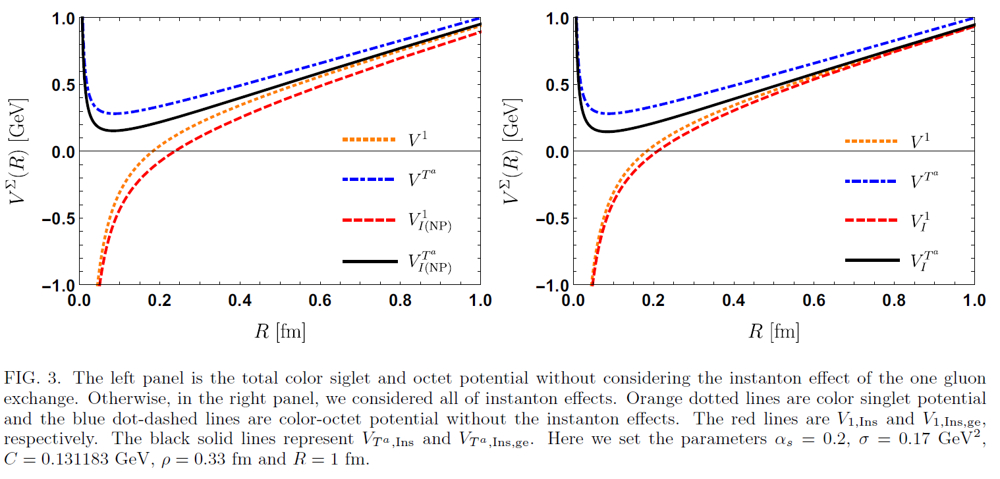 1.0
0.5
0.0
−0.5
−1.0
V^Σ(R) [GeV]
0.0 0.2 0.4 0.6 0.8 1.0
R [fm]
V^1
V^{T^a}
V^1_{I(NP)}
V^{T^a}_{I(NP)}
1.0
0.5
0.0
−0.5
−1.0
V^Σ(R) [GeV]
0.0 0.2 0.4 0.6 0.8 1.0
R [fm]
V^1
V^{T^a}
V^1_I
V^{T^a}_I
FIG. 3. The left panel is the total color siglet and octet potential without considering the instanton effect of the one gluon
exchange. Otherwise, in the right panel, we considered all of instanton effects. Orange dotted lines are color singlet potential
and the blue dot-dashed lines are color-octet potential without the instanton effects. The red lines are V_{1,Ins} and V_{1,Ins,ge},
respectively. The black solid lines represent V_{T^a,Ins} and V_{T^a,Ins,ge}. Here we set the parameters α_s = 0.2, σ = 0.17 GeV^2,
C = 0.131183 GeV, ρ = 0.33 fm and R = 1 fm.